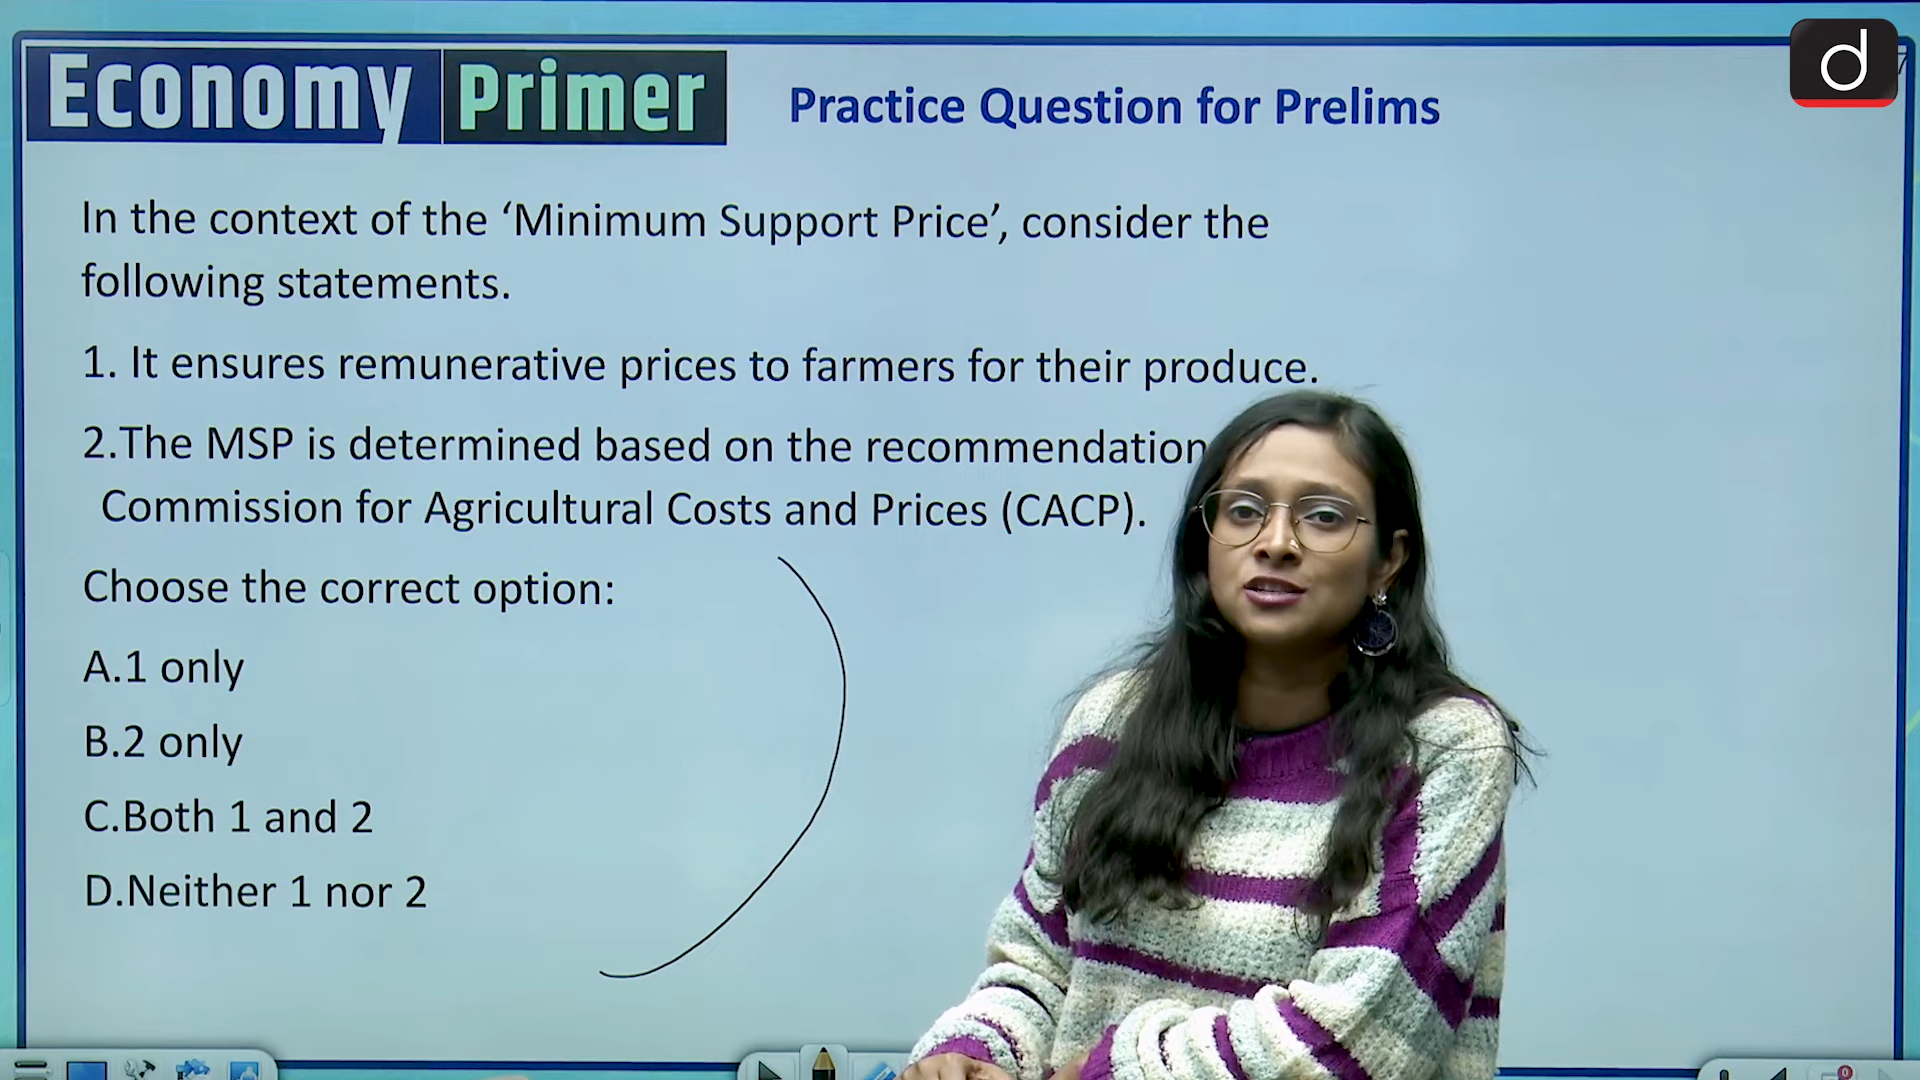 Economy Primer
Practice Question for Prelims
In the context of the ‘Minimum Support Price’, consider the
following statements.
1. It ensures remunerative prices to farmers for their produce.
2.The MSP is determined based on the recommendation
Commission for Agricultural Costs and Prices (CACP).
Choose the correct option:
A.1 only
B.2 only
C.Both 1 and 2
D.Neither 1 nor 2
d